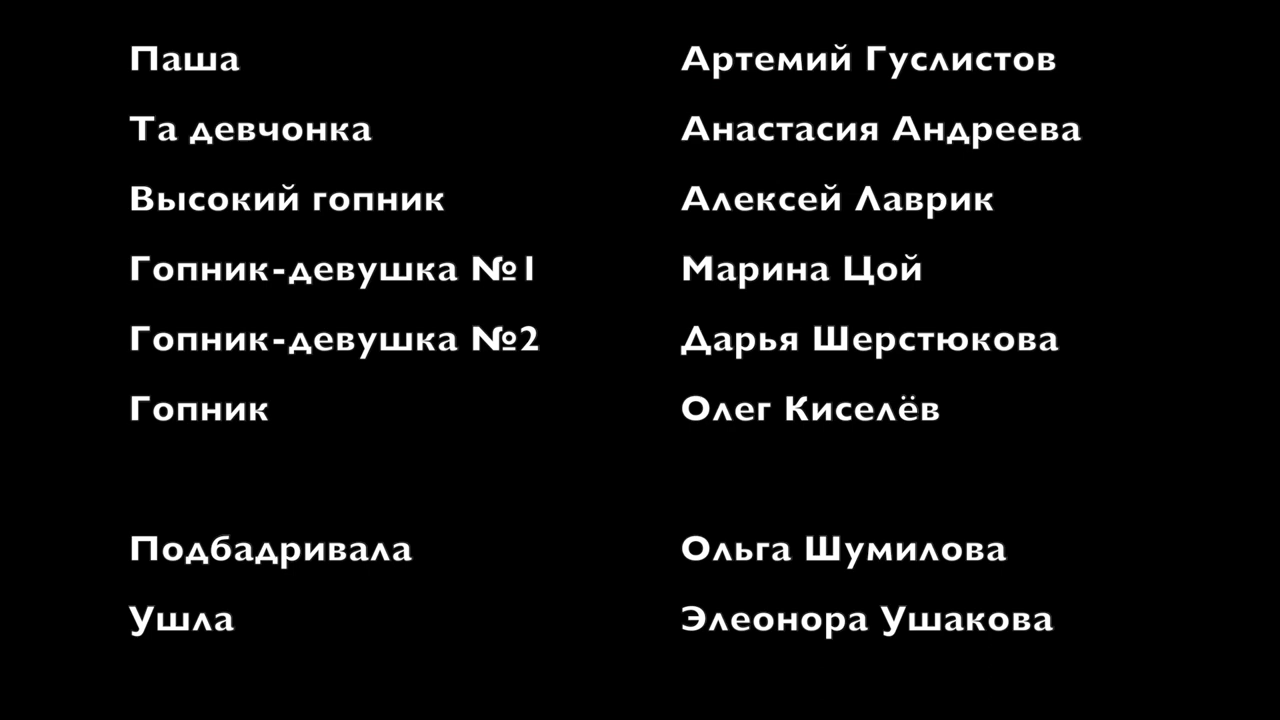 Паша Артемий Гуслистов
Та девчонка Анастасия Андреева
Высокий гопник Алексей Лаврик
Гопник-девушка №1 Марина Цой
Гопник-девушка №2 Дарья Шерстюкова
Гопник Олег Киселёв
Подбадривала Ольга Шумилова
Ушла Элеонора Ушакова